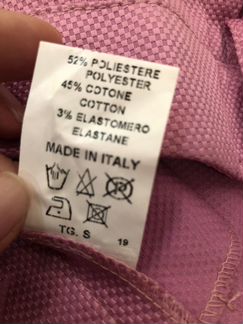 52% POLIESTERE
POLYESTER
45% COTONE
COTTON
3% ELASTOMERO
ELASTANE
MADE IN ITALY
TG. S 19